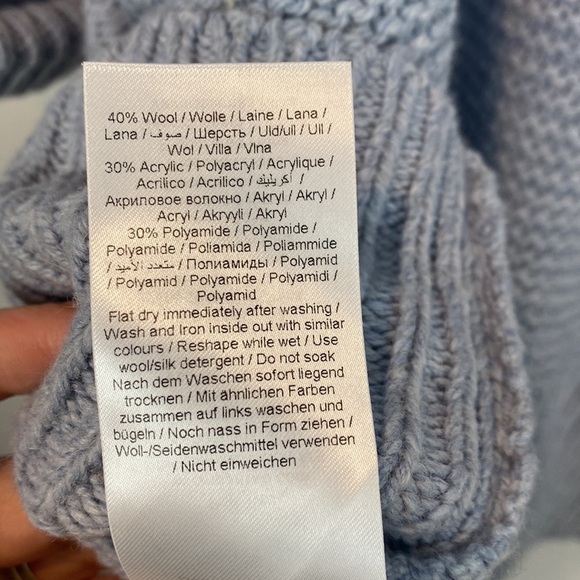 40% Wool / Wolle / Laine / Lana /
Lana / صوف / Шерсть / Uld/ull / Ull /
Wol / Villa / Vlna
30% Acrylic / Polyacryl / Acrylique /
Acrilico / Acrilico / أكريليك /
Акриловое волокно / Akryl / Akryl /
Acryl / Akryyli / Akryl
30% Polyamide / Polyamide /
Polyamide / Poliamida / Poliammide
/ متعدد الأميد / Полиамиды / Polyamid
/ Polyamid / Polyamide / Polyamidi /
Polyamid
Flat dry immediately after washing /
Wash and Iron inside out with similar
colours / Reshape while wet / Use
wool/silk detergent / Do not soak
Nach dem Waschen sofort liegend
trocknen / Mit ähnlichen Farben
zusammen auf links waschen und
bügeln / Noch nass in Form ziehen /
Woll-/Seidenwaschmittel verwenden
/ Nicht einweichen